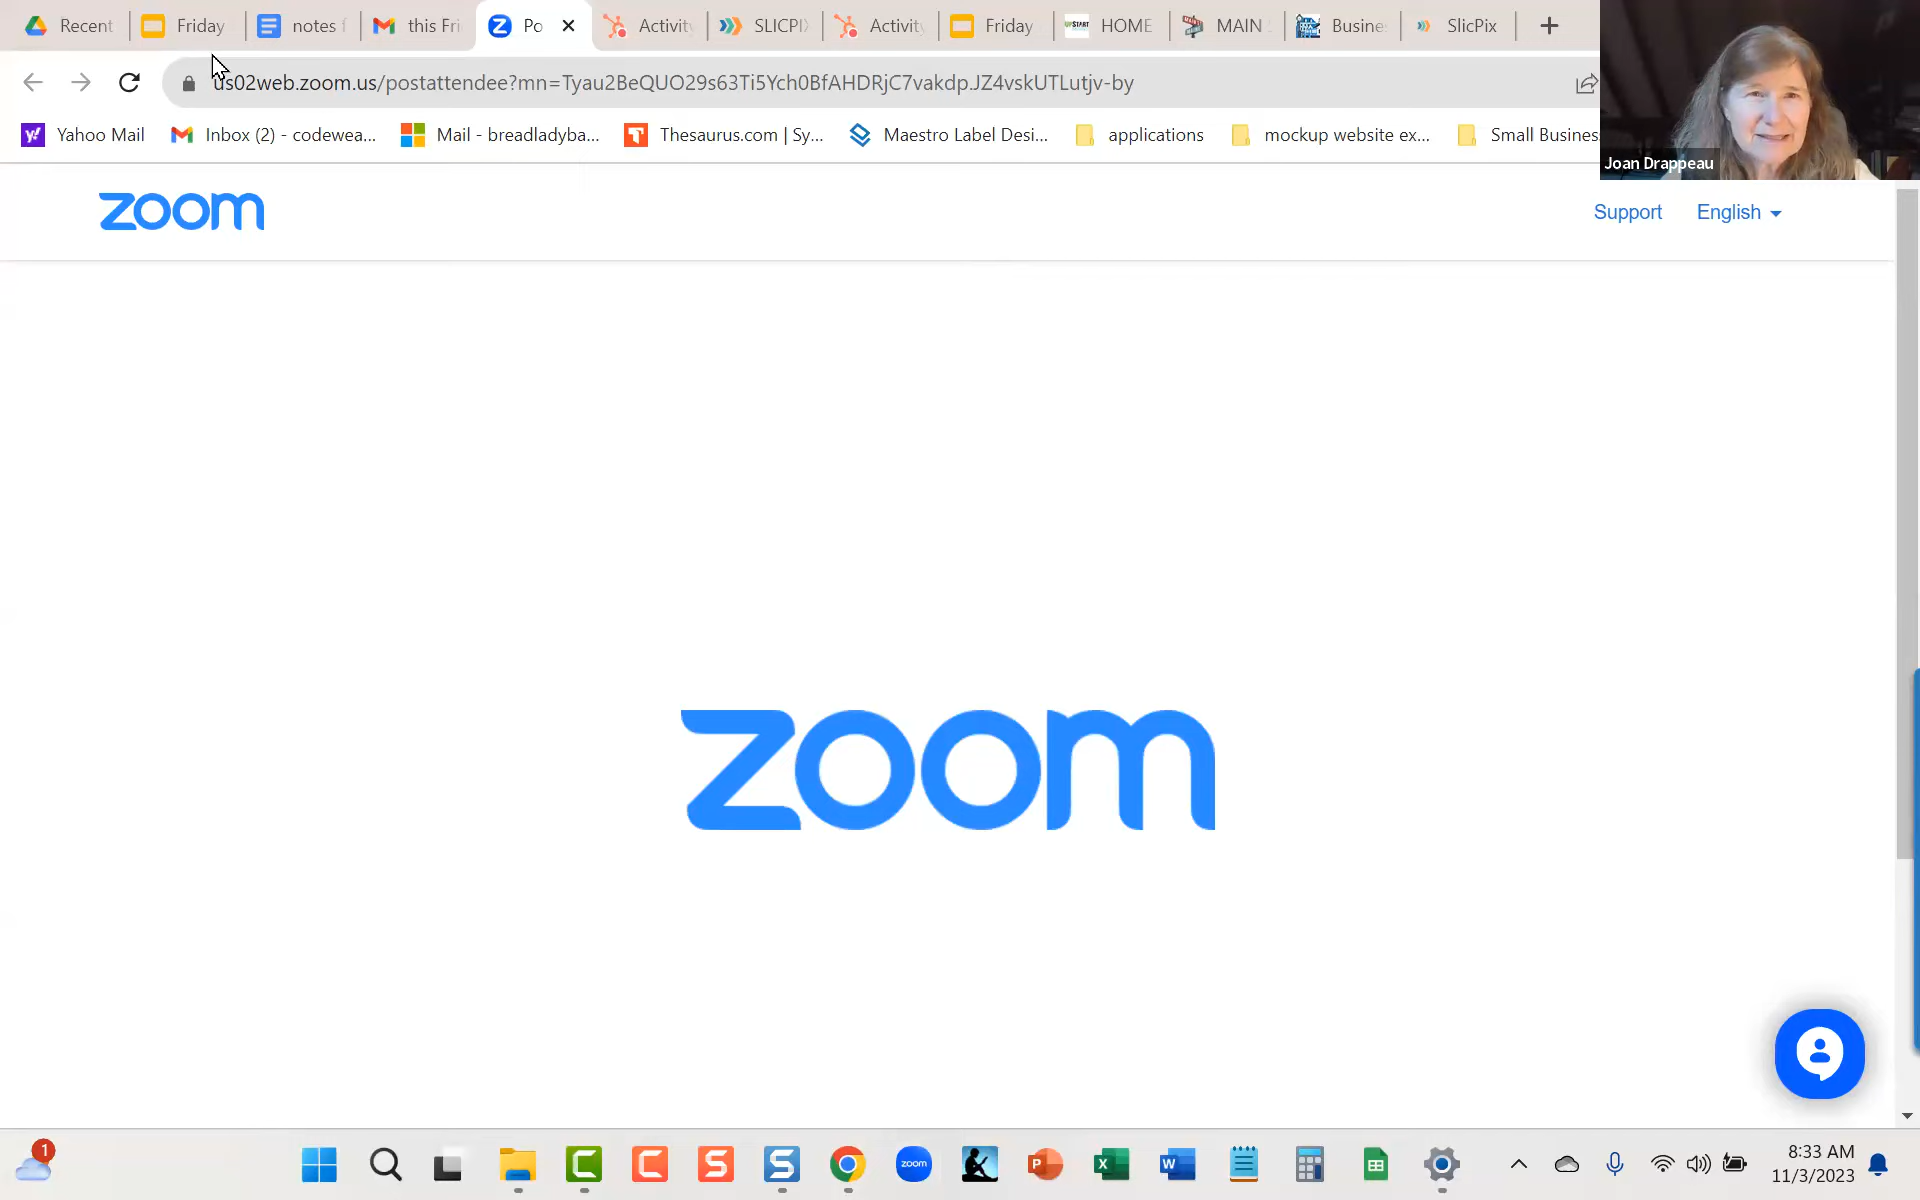 Recent
Friday
notes f
this Fri
Po
Activity
SLICPI
Activity
Friday
HOME
MAIN
Busine
SlicPix
us02web.zoom.us/postattendee?mn=Tyau2BeQUO29s63Ti5Ych0BfAHDRjC7vakdp.JZ4vskUTLutjv-by
Yahoo Mail
Inbox (2) - codewea...
Mail - breadladyba...
Thesaurus.com | Sy...
Maestro Label Desi...
applications
mockup website ex...
Small Busines
Joan Drappeau
zoom
Support
English
zoom
1
zoom
8:33 AM
11/3/2023